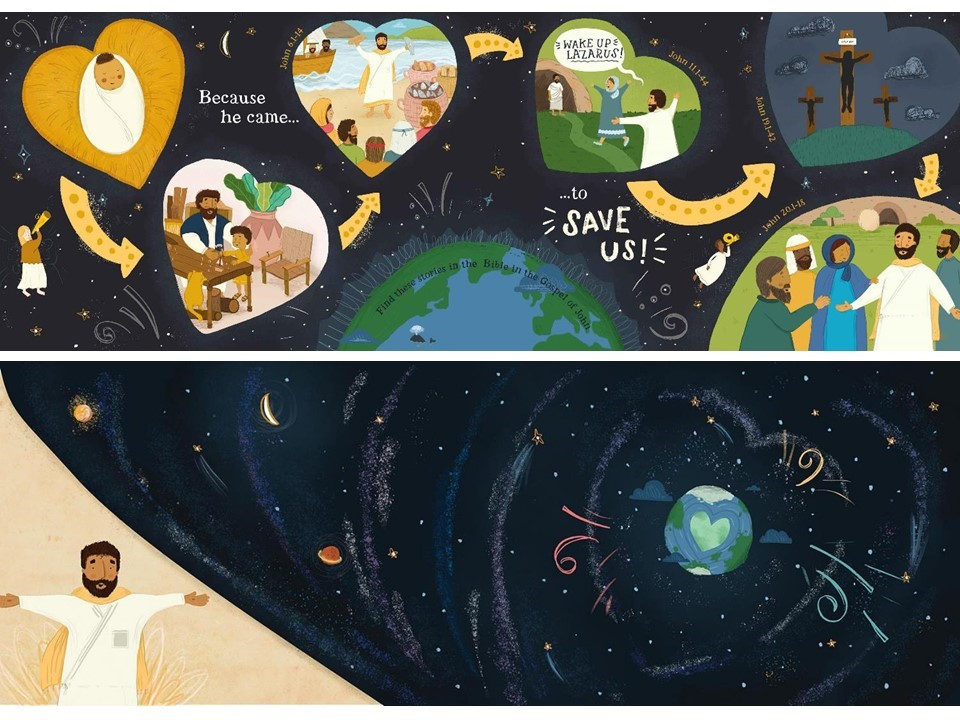 Because
he came...
John 6.1-14
WAKE UP
LAZARUS!
John 11.1-44
John 19.1-42
...to
SAVE
US!
John 20.1-18
Find these stories in the Bible in the Gospel of John